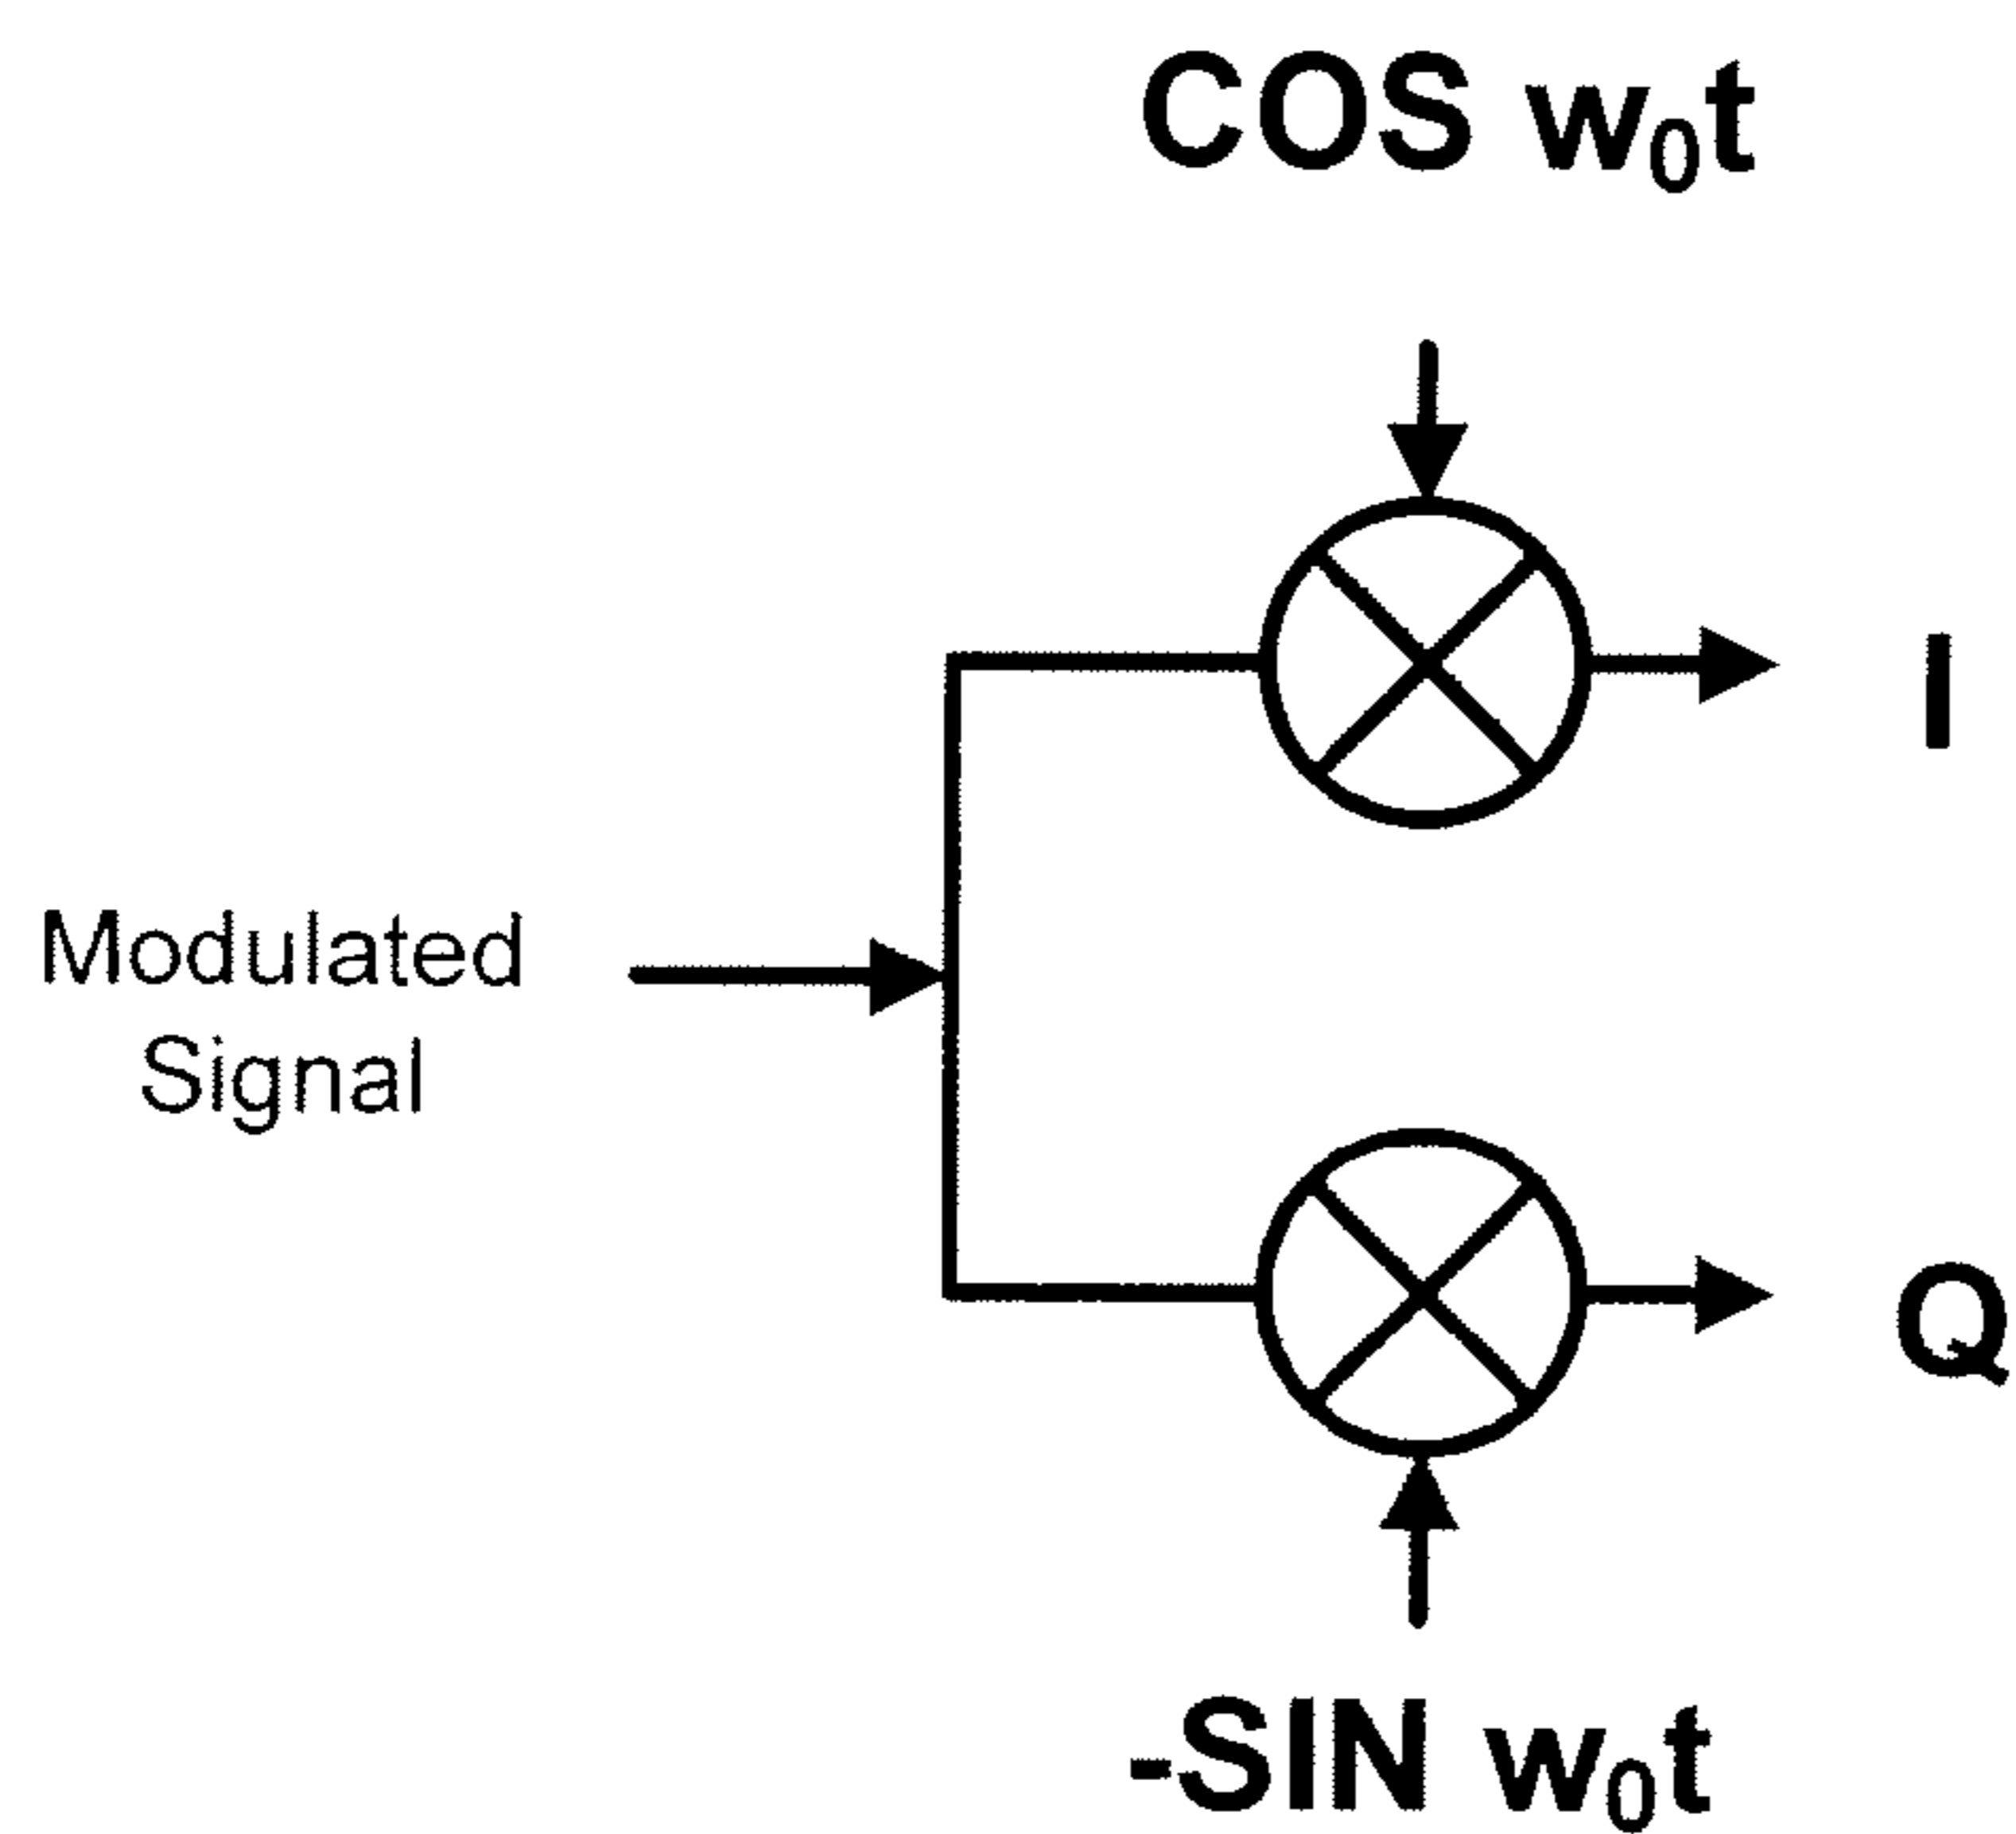 COS w₀t
I
Modulated
Signal
Q
-SIN w₀t